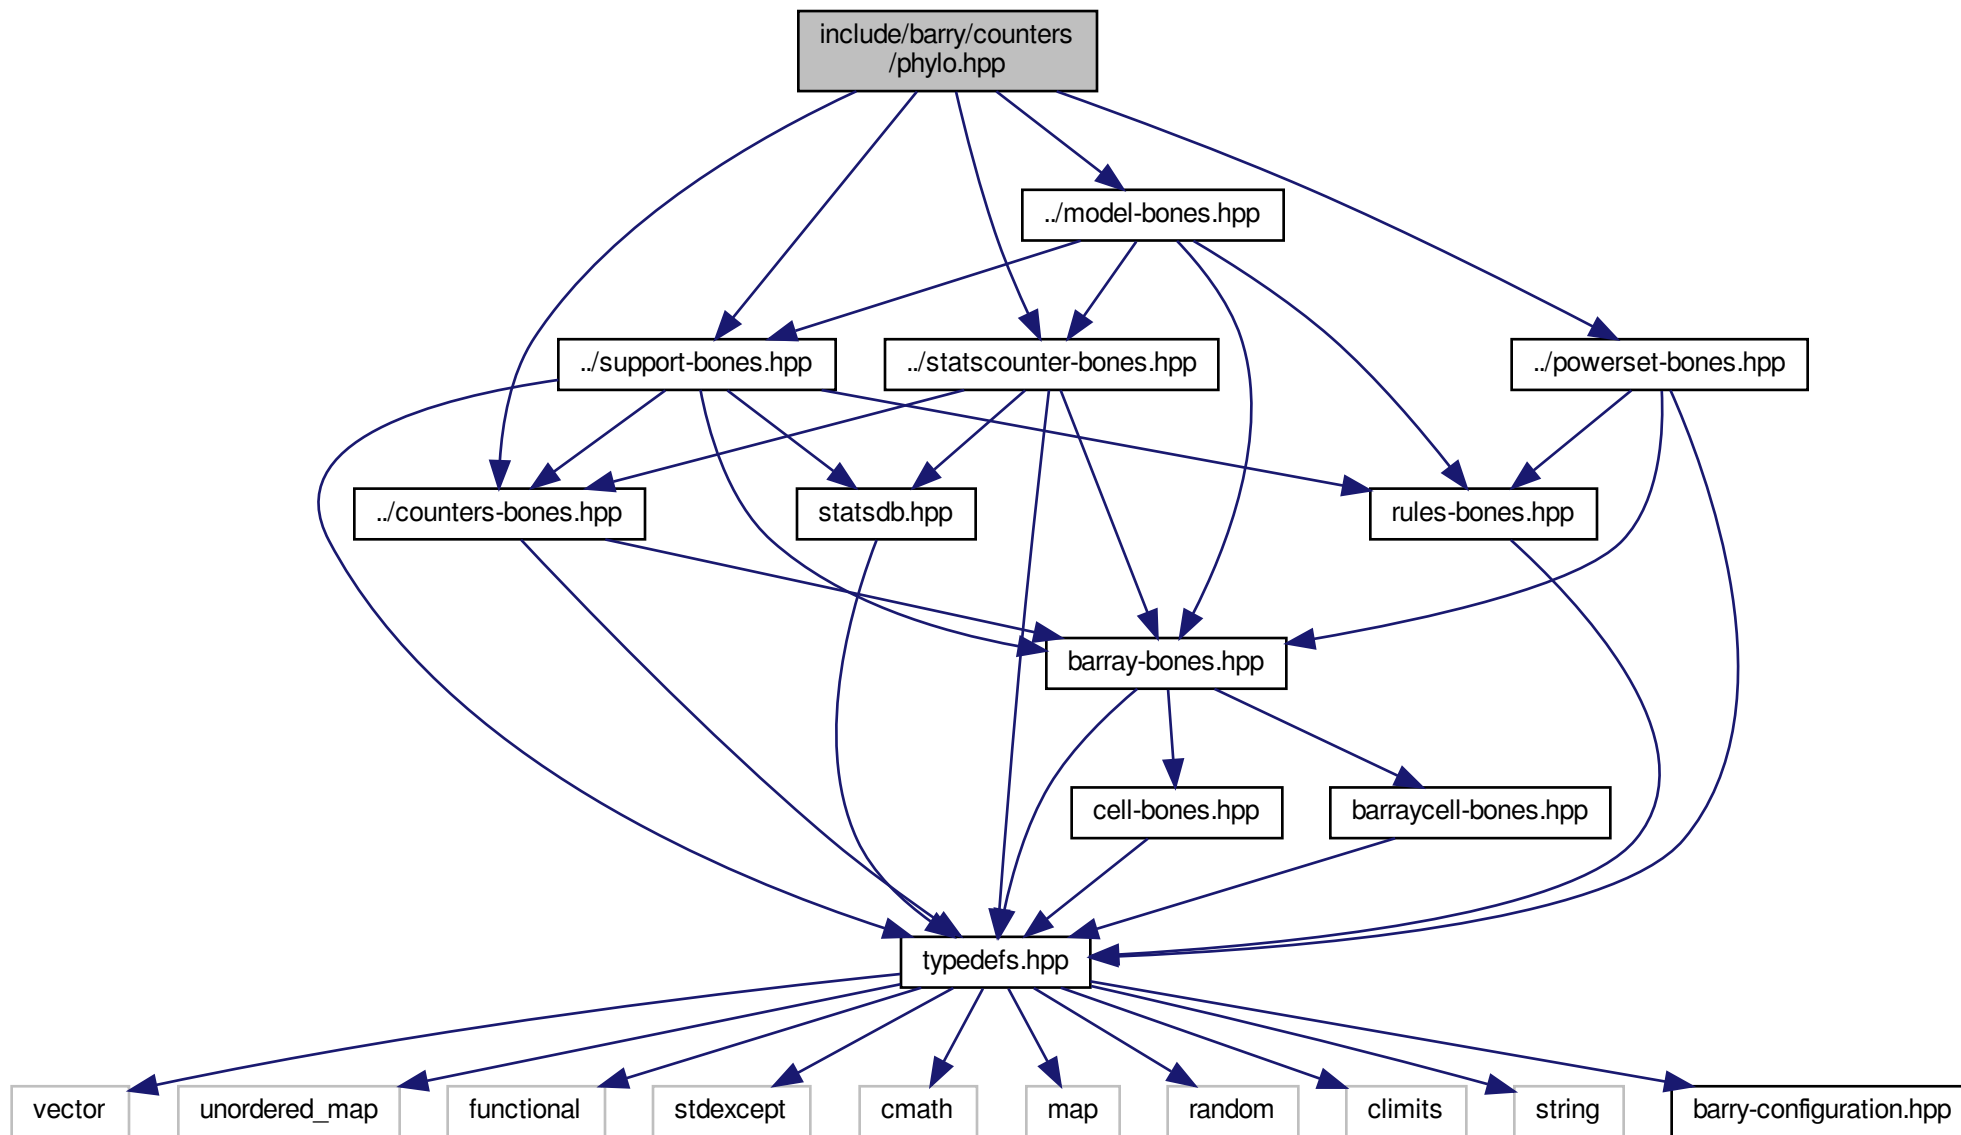 include/barry/counters
/phylo.hpp
../model-bones.hpp
../support-bones.hpp
../statscounter-bones.hpp
../powerset-bones.hpp
../counters-bones.hpp
statsdb.hpp
rules-bones.hpp
barray-bones.hpp
cell-bones.hpp
barraycell-bones.hpp
typedefs.hpp
vector
unordered_map
functional
stdexcept
cmath
map
random
climits
string
barry-configuration.hpp